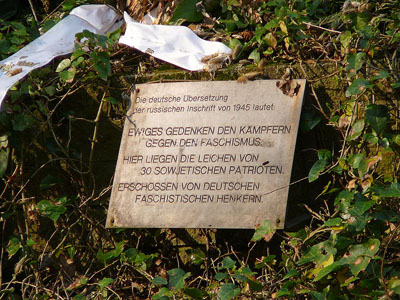 Die deutsche Übersetzung
der russischen Inschrift von 1945 lautet:
EWIGES GEDENKEN DEN KÄMPFERN
GEGEN DEN FASCHISMUS.
HIER LIEGEN DIE LEICHEN VON
30 SOWJETISCHEN PATRIOTEN.
ERSCHOSSEN VON DEUTSCHEN
FASCHISTISCHEN HENKERN.